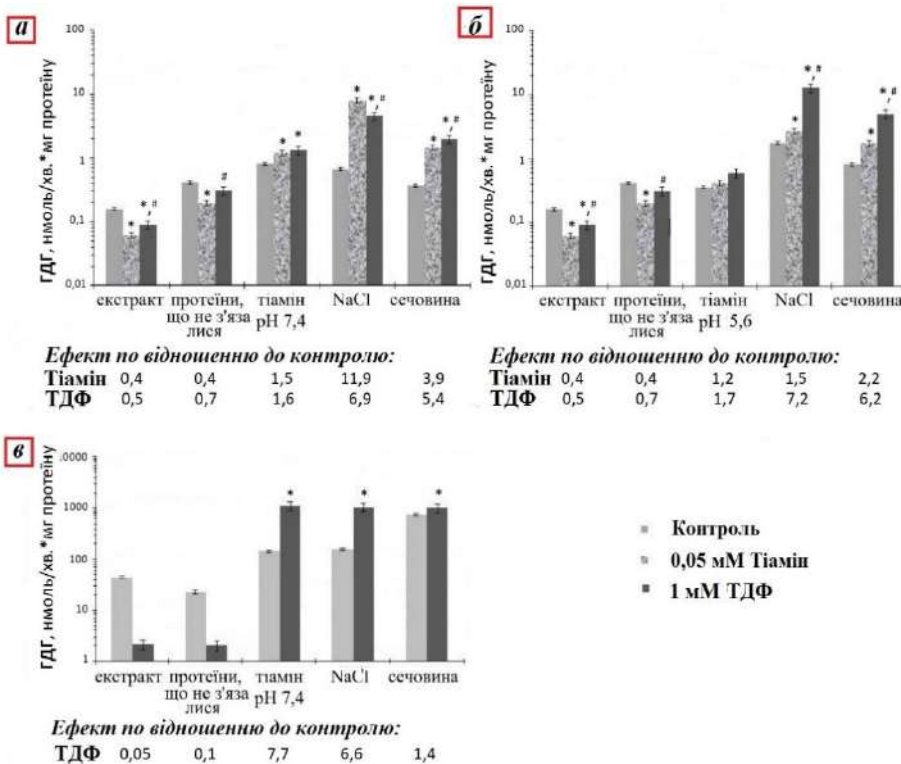 а
ГДГ, нмоль/хв.*мг протеїну
10
1
0,1
0,01
* * # * # * * * * * , # * * , #
екстракт протеїни, що не з'яза лися тіамін pH 7,4 NaCl сечовина
Ефект по відношенню до контролю:
Тіамін 0,4 0,4 1,5 11,9 3,9
ТДФ 0,5 0,7 1,6 6,9 5,4
б
ГДГ, нмоль/хв.*мг протеїну
100
10
1
0,1
0,01
* * , # * # * * , # * * , #
екстракт протеїни, що не з'яза лися тіамін pH 5,6 NaCl сечовина
Ефект по відношенню до контролю:
Тіамін 0,4 0,4 1,2 1,5 2,2
ТДФ 0,5 0,7 1,7 7,2 6,2
в
ГДГ, нмоль/хв.*мг протеїну
0000
1000
100
10
1
* * *
екстракт протеїни, що не з'яза лися тіамін pH 7,4 NaCl сечовина
Ефект по відношенню до контролю:
ТДФ 0,05 0,1 7,7 6,6 1,4
Контроль
0,05 мМ Тіамін
1 мМ ТДФ